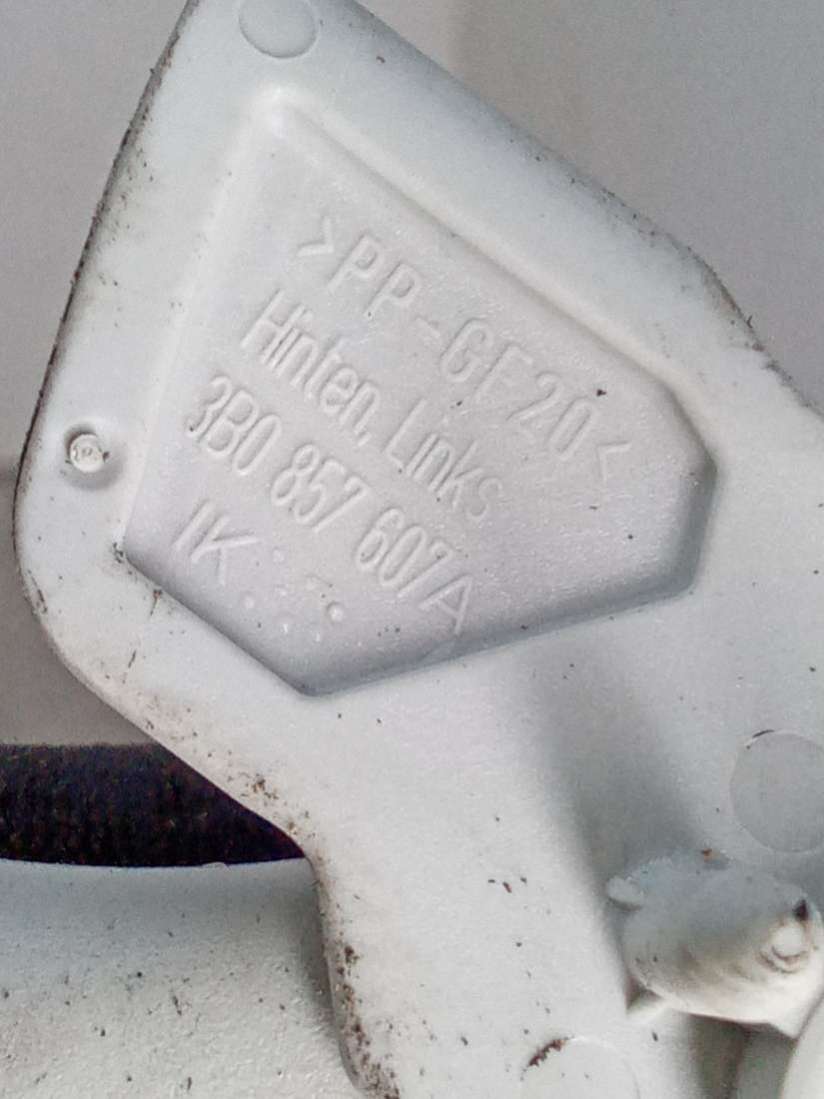 >PP-GF20<
Hinten, Links
3B0 857 607A
IK